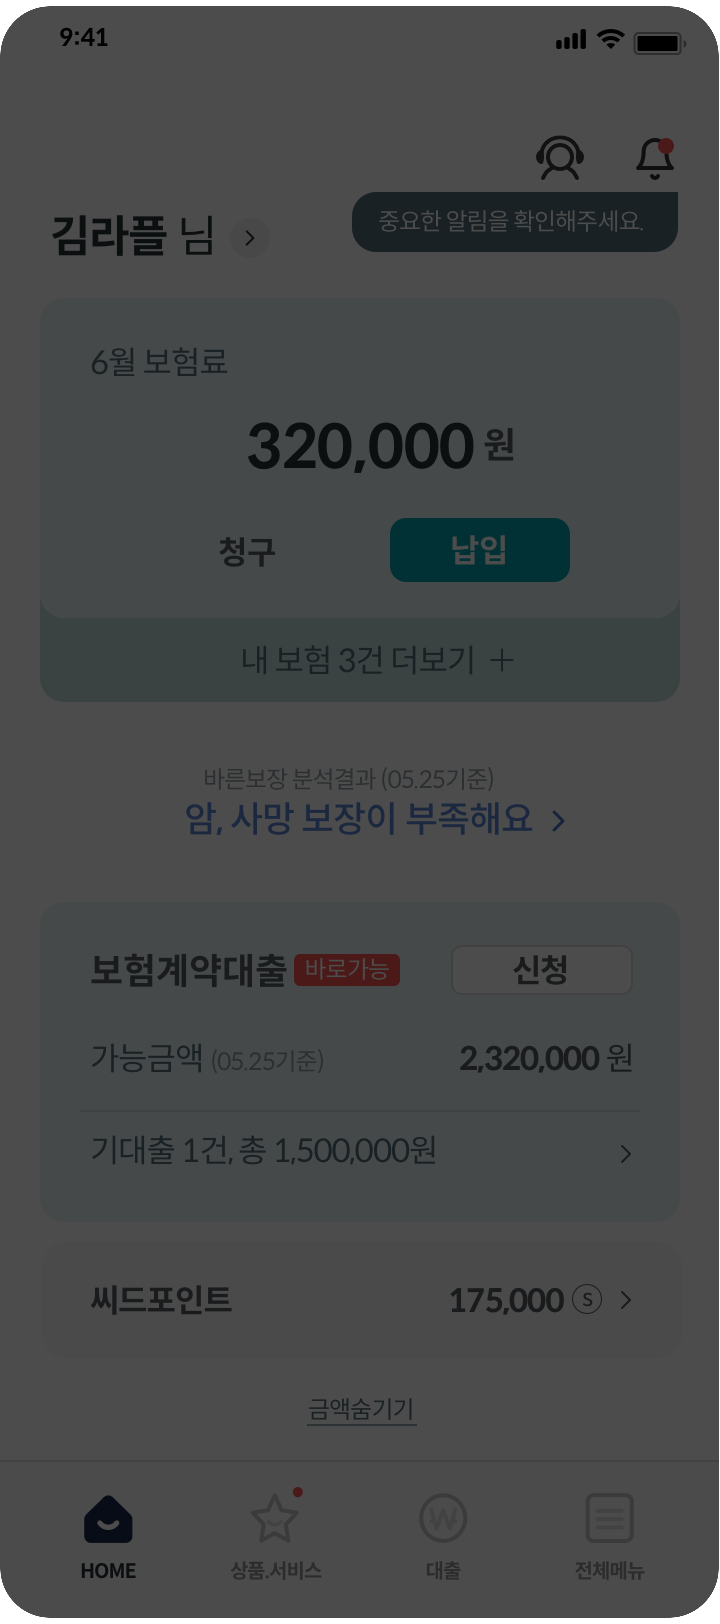 9:41
중요한 알림을 확인해주세요.
김라플 님
6월 보험료
320,000 원
청구 납입
내 보험 3건 더보기 +
바른보장 분석결과 (05.25기준)
암, 사망 보장이 부족해요
보험계약대출 바로가능 신청
가능금액 (05.25기준) 2,320,000 원
기대출 1건, 총 1,500,000원
씨드포인트 175,000 S
금액숨기기
HOME 상품.서비스 대출 전체메뉴